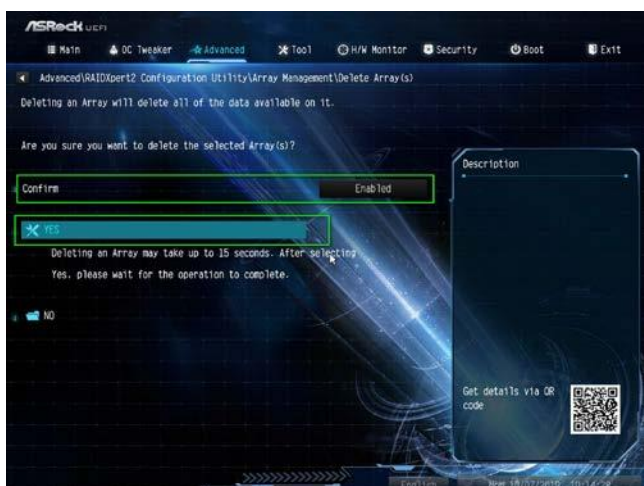 ASRock UEFI
Main OC Tweaker Advanced Tool H/W Monitor Security Boot Exit
Advanced\RAIDXpert2 Configuration Utility\Array Management\Delete Array(s)
Deleting an Array will delete all of the data available on it.
Are you sure you want to delete the selected Array(s)?
Description
Confirm Enabled
YES
Deleting an Array may take up to 15 seconds. After selecting
Yes, please wait for the operation to complete.
NO
Get details via QR
code
English